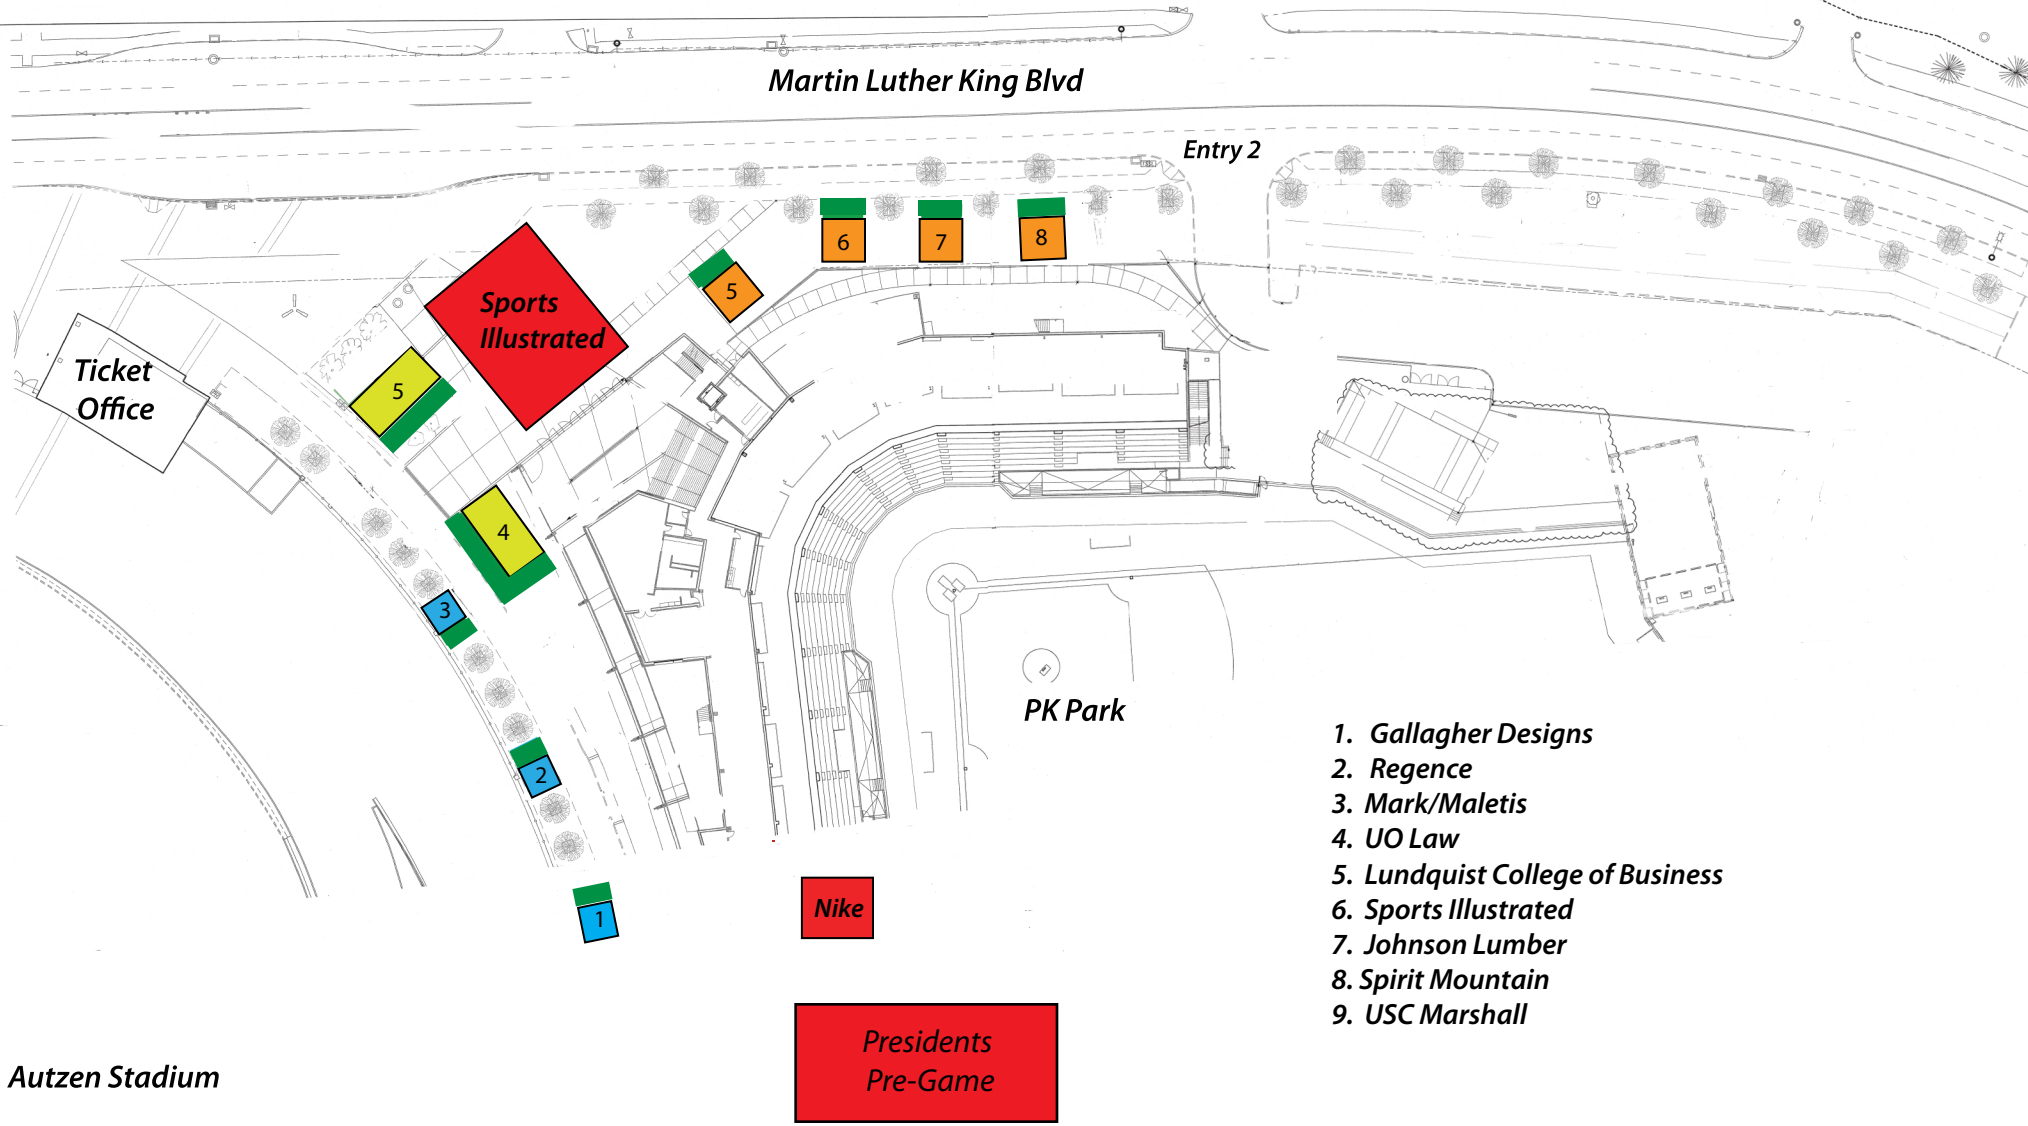 Martin Luther King Blvd
Entry 2
6
7
8
5
Sports
Illustrated
Ticket
Office
5
4
3
2
1
PK Park
Nike
Presidents
Pre-Game
Autzen Stadium
1. Gallagher Designs
2. Regence
3. Mark/Maletis
4. UO Law
5. Lundquist College of Business
6. Sports Illustrated
7. Johnson Lumber
8. Spirit Mountain
9. USC Marshall